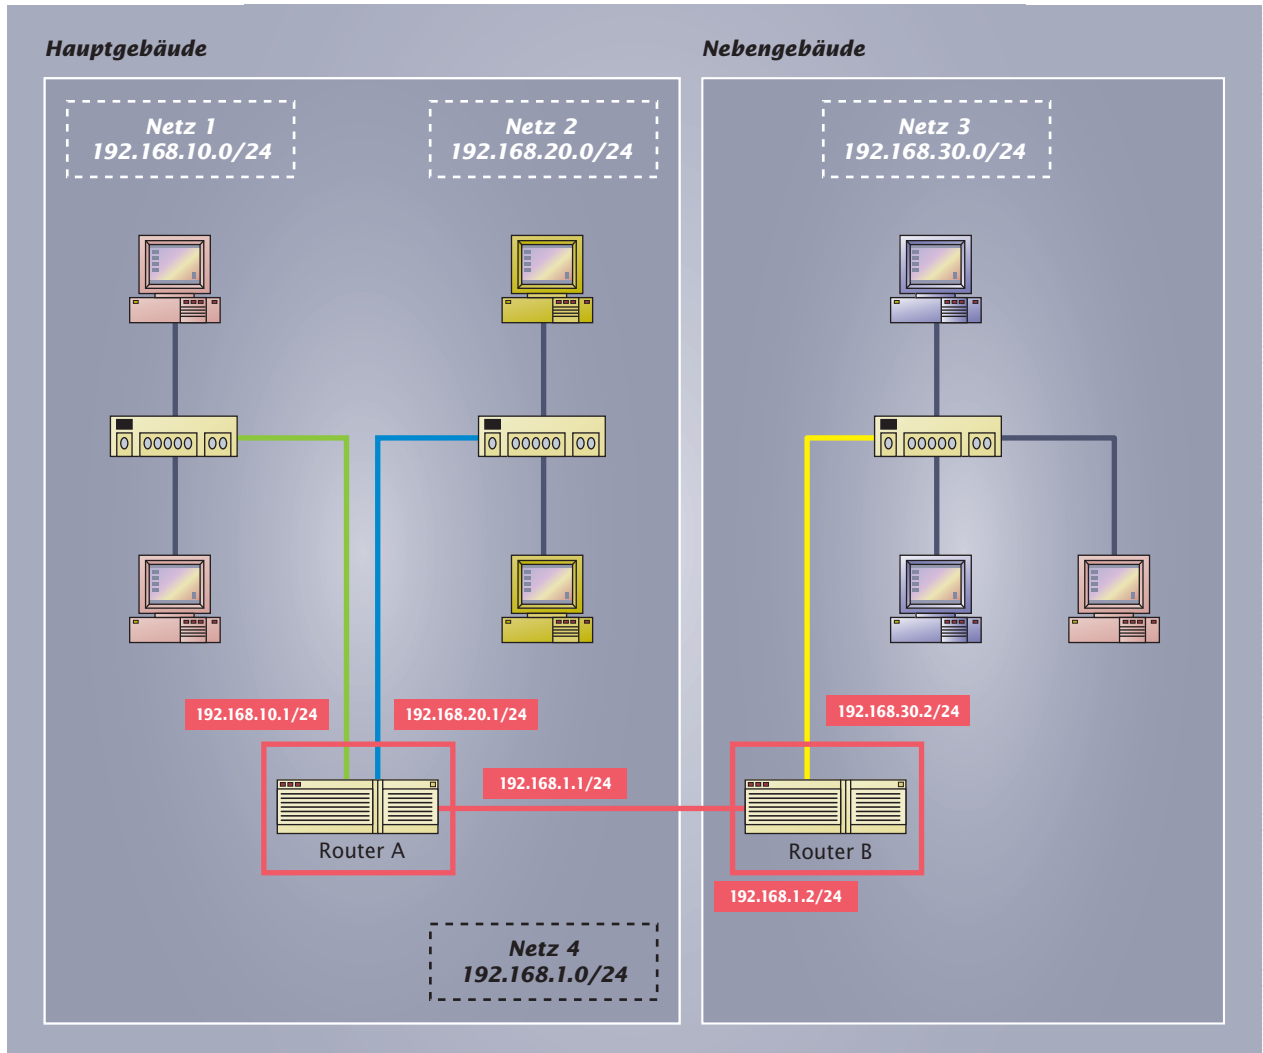 Hauptgebäude
Nebengebäude
Netz 1
192.168.10.0/24
Netz 2
192.168.20.0/24
Netz 3
192.168.30.0/24
192.168.10.1/24
192.168.20.1/24
192.168.30.2/24
192.168.1.1/24
Router A
Router B
192.168.1.2/24
Netz 4
192.168.1.0/24